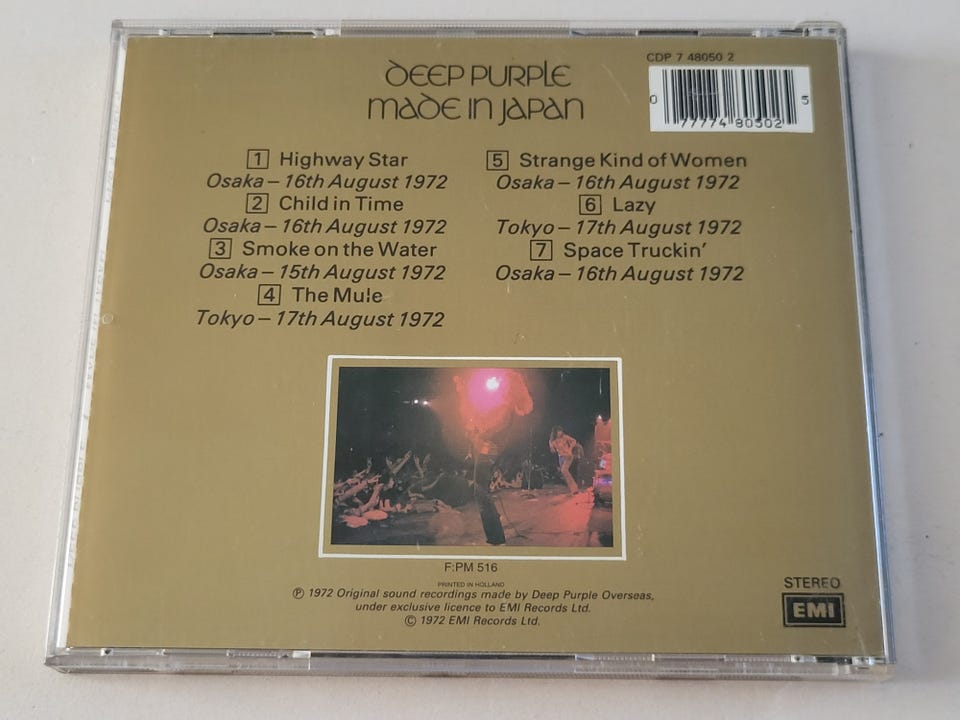 DEEP PURPLE
MADE IN JAPAN
CDP 7 48050 2
0 77774 80502 5
1 Highway Star
Osaka – 16th August 1972
2 Child in Time
Osaka – 16th August 1972
3 Smoke on the Water
Osaka – 15th August 1972
4 The Mule
Tokyo – 17th August 1972
5 Strange Kind of Women
Osaka – 16th August 1972
6 Lazy
Tokyo – 17th August 1972
7 Space Truckin'
Osaka – 16th August 1972
F:PM 516
PRINTED IN HOLLAND
℗ 1972 Original sound recordings made by Deep Purple Overseas,
under exclusive licence to EMI Records Ltd.
© 1972 EMI Records Ltd.
STEREO
EMI